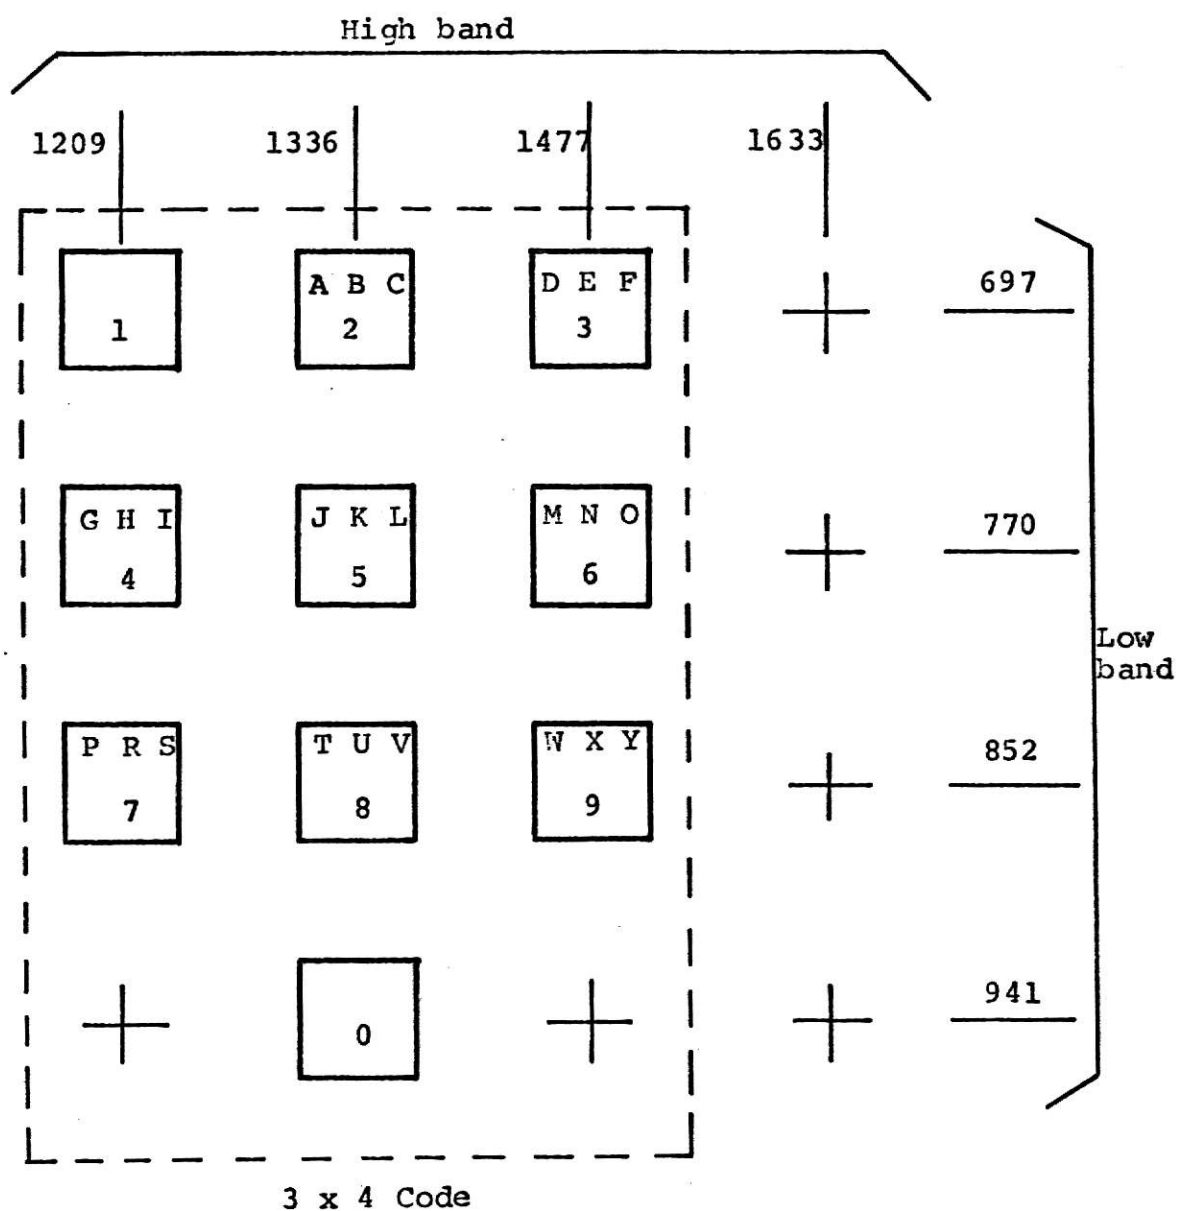 High band
1209 1336 1477 1633
A B C D E F 697
1 2 3
G H I J K L M N O 770
4 5 6
Low
band
P R S T U V W X Y 852
7 8 9
941
0
3 x 4 Code